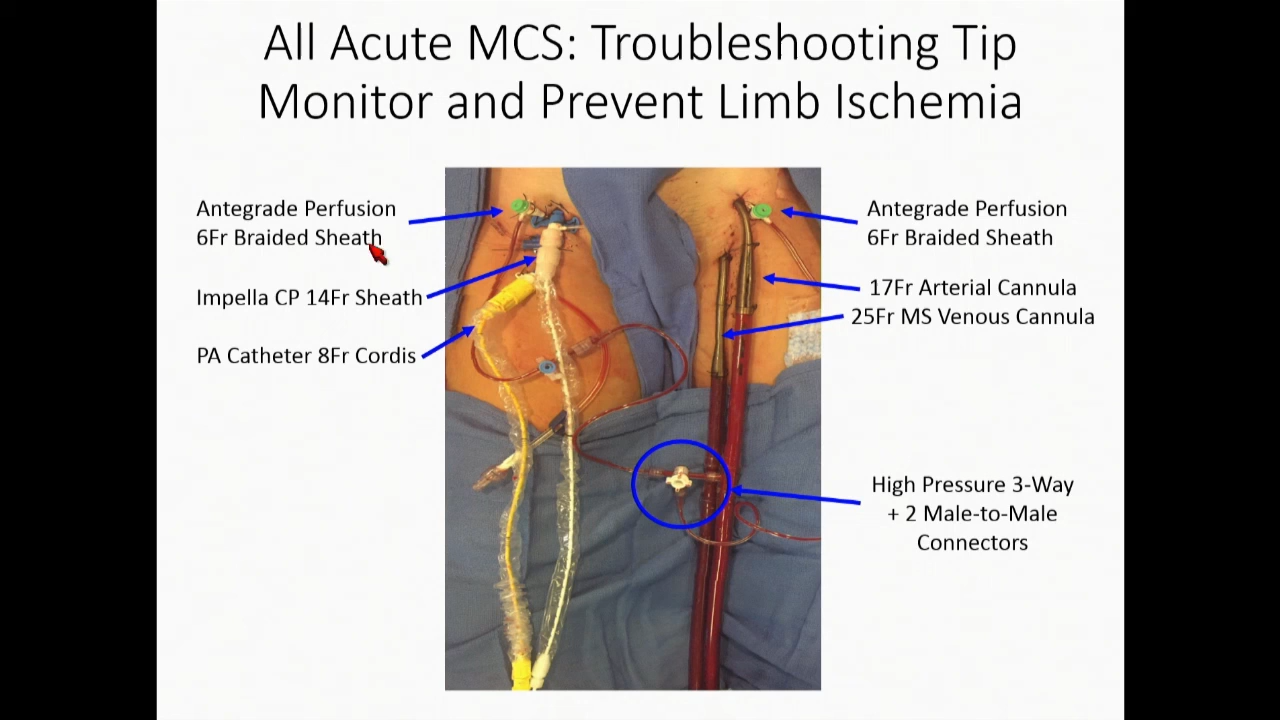 All Acute MCS: Troubleshooting Tip
Monitor and Prevent Limb Ischemia
Antegrade Perfusion
6Fr Braided Sheath
Impella CP 14Fr Sheath
PA Catheter 8Fr Cordis
Antegrade Perfusion
6Fr Braided Sheath
17Fr Arterial Cannula
25Fr MS Venous Cannula
High Pressure 3-Way
+ 2 Male-to-Male
Connectors